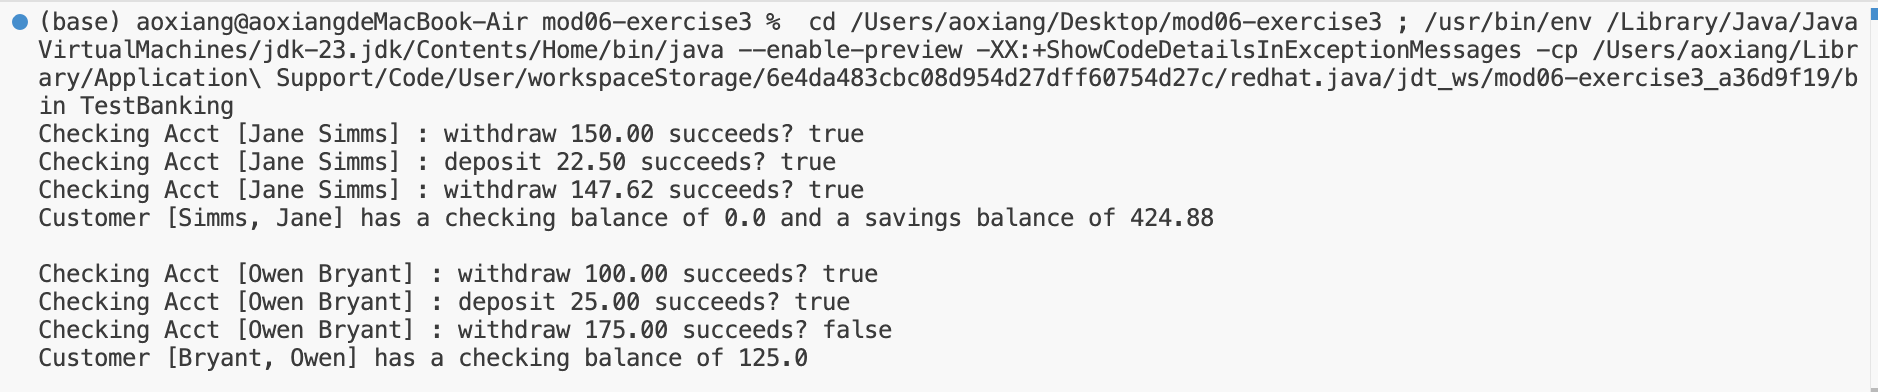 (base) aoxiang@aoxiangdeMacBook-Air mod06-exercise3 %  cd /Users/aoxiang/Desktop/mod06-exercise3 ; /usr/bin/env /Library/Java/Java
VirtualMachines/jdk-23.jdk/Contents/Home/bin/java --enable-preview -XX:+ShowCodeDetailsInExceptionMessages -cp /Users/aoxiang/Libr
ary/Application\ Support/Code/User/workspaceStorage/6e4da483cbc08d954d27dff60754d27c/redhat.java/jdt_ws/mod06-exercise3_a36d9f19/b
in TestBanking
Checking Acct [Jane Simms] : withdraw 150.00 succeeds? true
Checking Acct [Jane Simms] : deposit 22.50 succeeds? true
Checking Acct [Jane Simms] : withdraw 147.62 succeeds? true
Customer [Simms, Jane] has a checking balance of 0.0 and a savings balance of 424.88

Checking Acct [Owen Bryant] : withdraw 100.00 succeeds? true
Checking Acct [Owen Bryant] : deposit 25.00 succeeds? true
Checking Acct [Owen Bryant] : withdraw 175.00 succeeds? false
Customer [Bryant, Owen] has a checking balance of 125.0